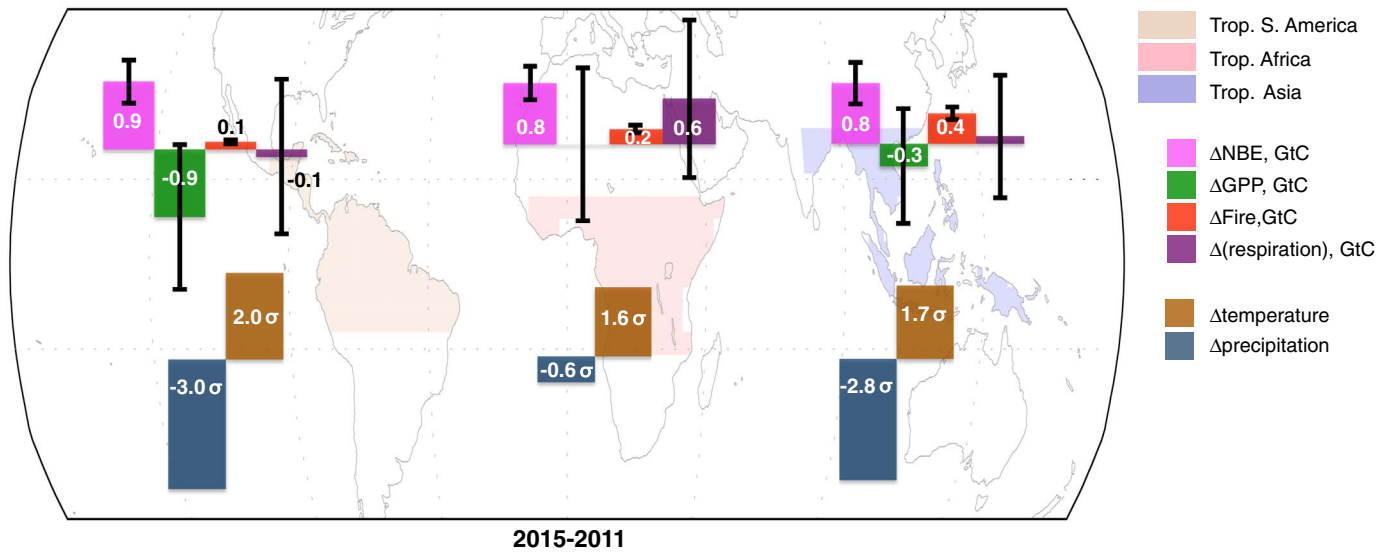 Trop. S. America
Trop. Africa
Trop. Asia
0.9
-0.9
0.1
-0.1
0.8
0.2
0.6
0.8
-0.3
0.4
ΔNBE, GtC
ΔGPP, GtC
ΔFire,GtC
Δ(respiration), GtC
2.0 σ
-3.0 σ
1.6 σ
-0.6 σ
1.7 σ
-2.8 σ
Δtemperature
Δprecipitation
2015-2011